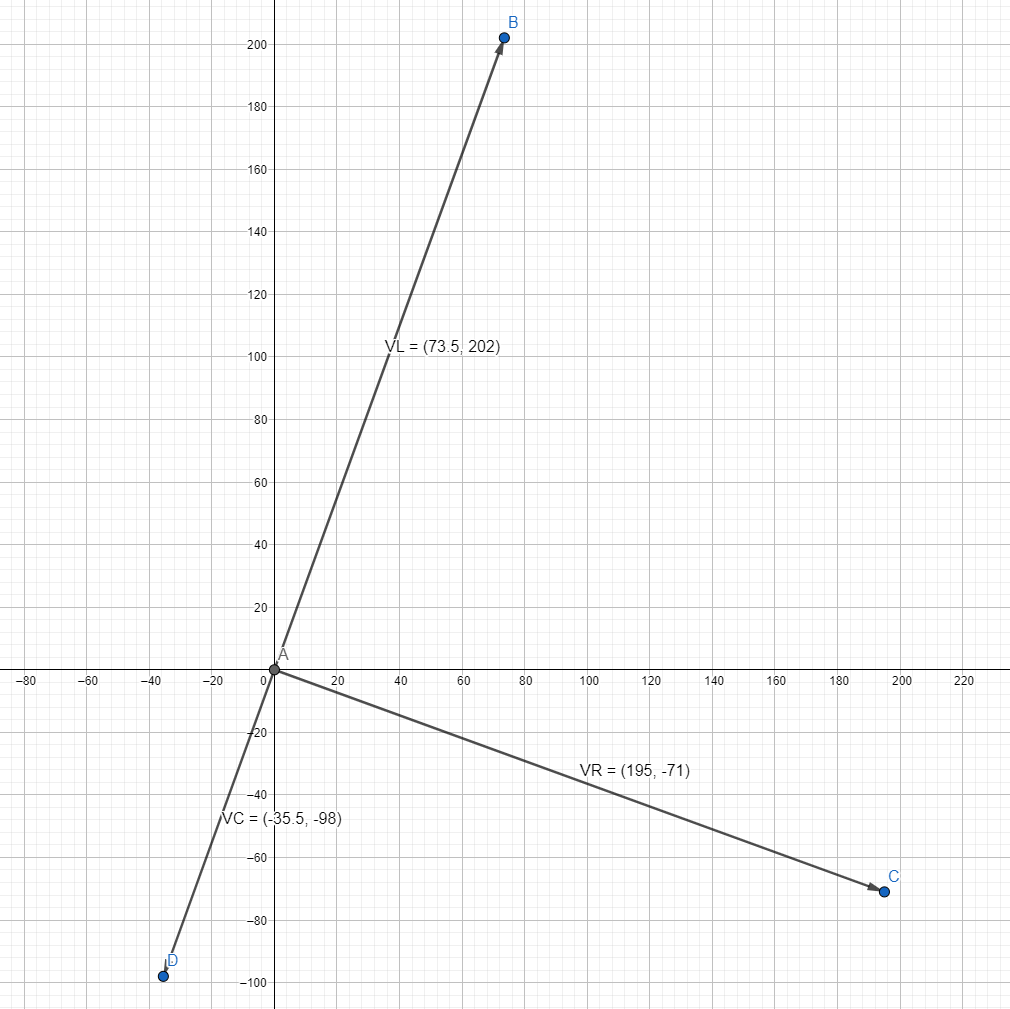 B
200
180
160
140
120
100
VL = (73.5, 202)
80
60
40
20
A
–80 –60 –40 –20 0 20 40 60 80 100 120 140 160 180 200 220
–20
VR = (195, -71)
–40
VC = (-35.5, -98)
–60
C
–80
D
–100